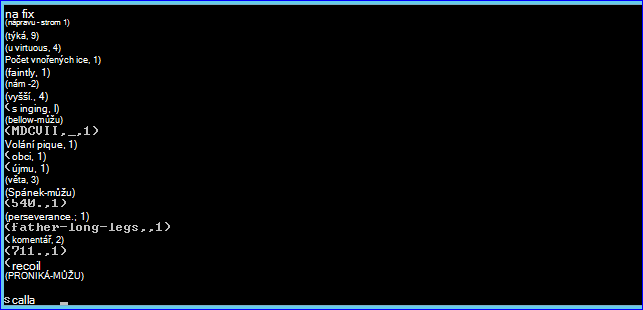 na fix
(nápravu - strom 1)
(týká, 9)
(u virtuous, 4)
Počet vnořených ice, 1)
(faintly, 1)
(nám -2)
(vyšší., 4)
(s inging, l)
(bellow-můžu)
(MDCVII,_,1)
Volání pique, 1)
(obci, 1)
(újmu, 1)
(věta, 3)
(Spánek-můžu)
(540.,1)
(perseverance,; 1)
(father-long-legs,,1)
(komentář, 2)
(711.,1)
(recoil
(PRONIKÁ-MŮŽU)
s calla _